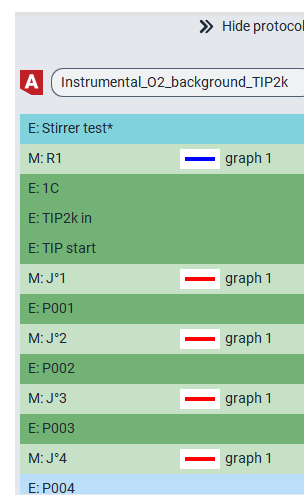 Hide protocol
A Instrumental_O2_background_TIP2k
E: Stirrer test*
M: R1 graph 1
E: 1C
E: TIP2k in
E: TIP start
M: J°1 graph 1
E: P001
M: J°2 graph 1
E: P002
M: J°3 graph 1
E: P003
M: J°4 graph 1
E: P004